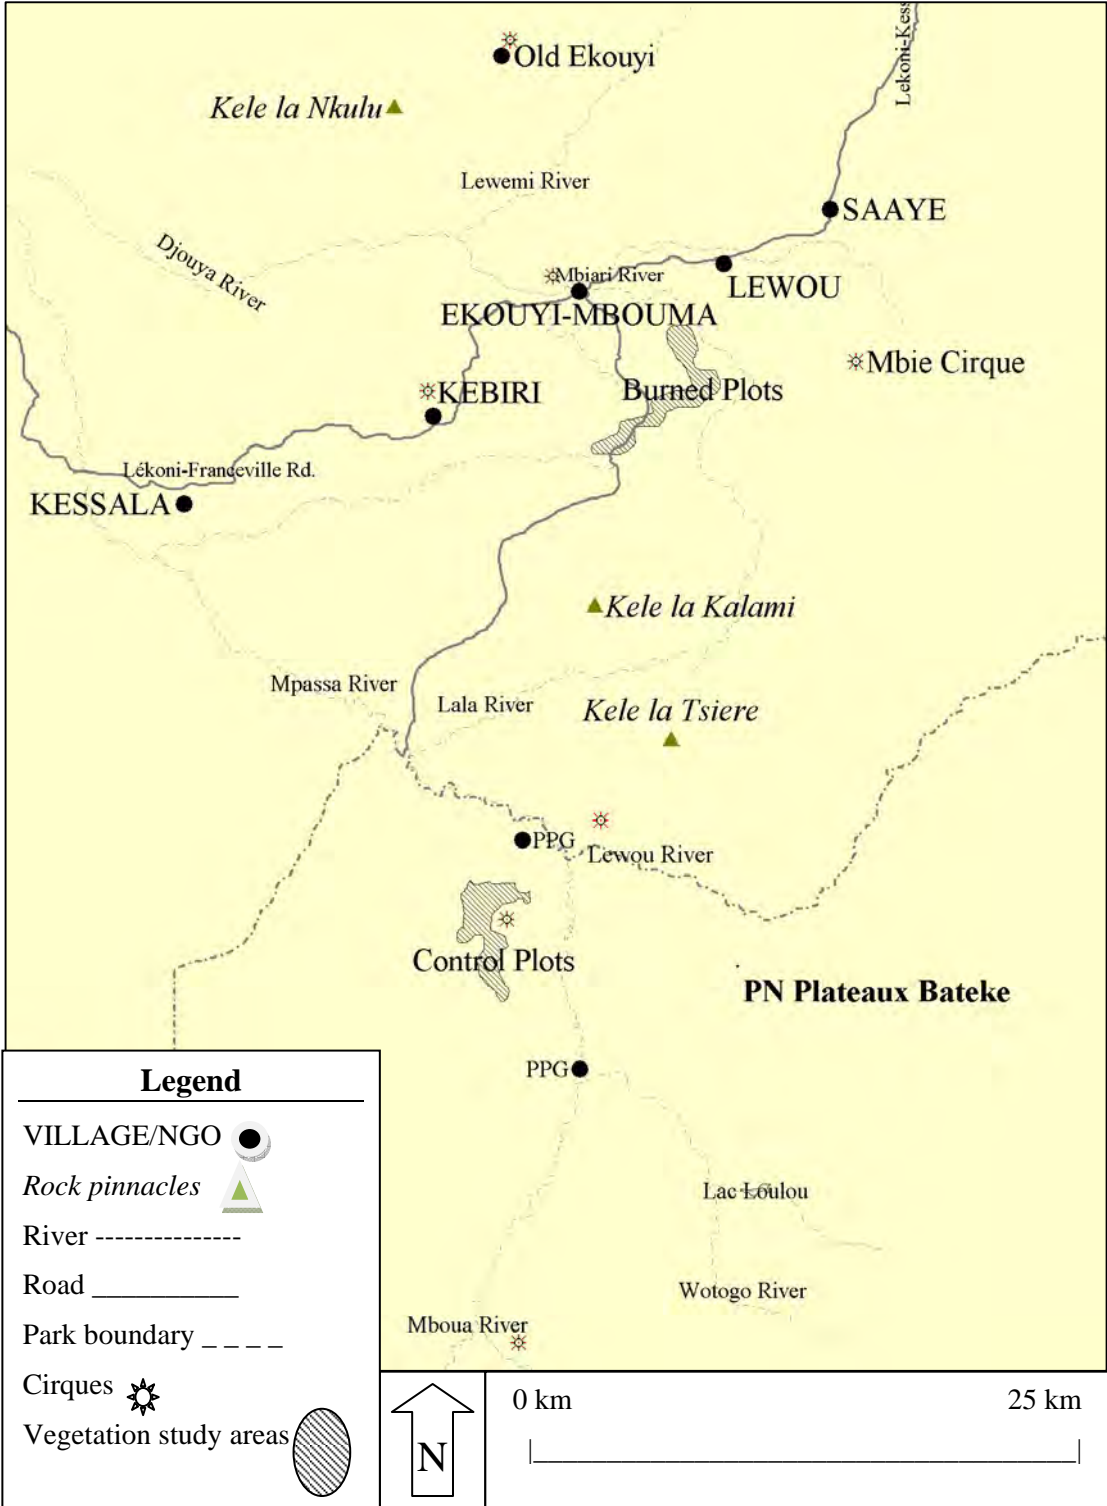 Lekoni-Kess
Old Ekouyi
Kele la Nkulu
Lewemi River
SAAYE
Djouya River
Mbiari River
LEWOU
EKOUYI-MBOUMA
Mbie Cirque
Burned Plots
KEBIRI
Lékoni-Franceville Rd.
KESSALA
Kele la Kalami
Mpassa River
Lala River
Kele la Tsiere
PPG
Lewou River
Control Plots
PN Plateaux Bateke
PPG
Lac Loulou
Wotogo River
Mboua River
Legend
VILLAGE/NGO
Rock pinnacles
River ---------------
Road __________
Park boundary _ _ _ _
Cirques
Vegetation study areas
N
0 km 25 km